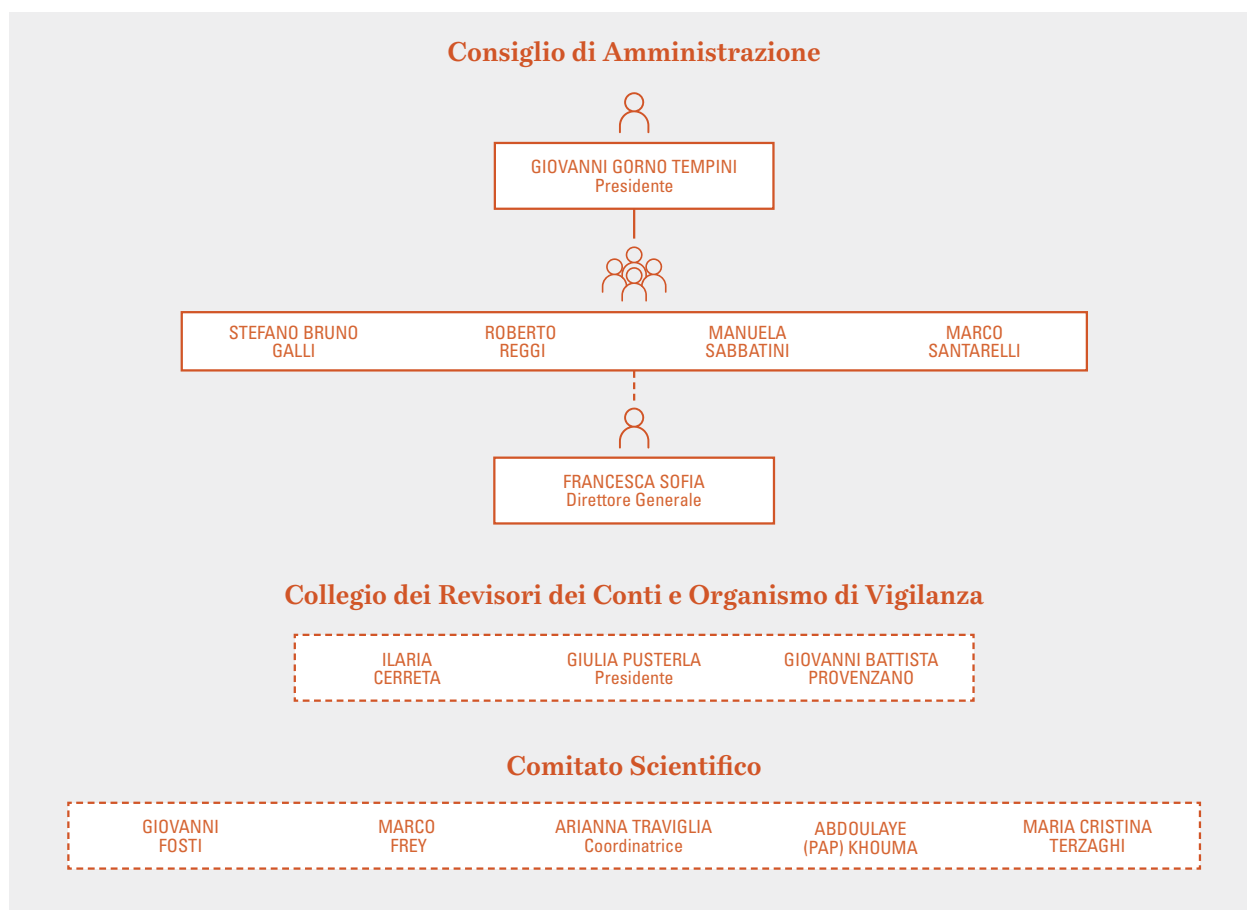 Consiglio di Amministrazione
GIOVANNI GORNO TEMPINI
Presidente
STEFANO BRUNO
GALLI
ROBERTO
REGGI
MANUELA
SABBATINI
MARCO
SANTARELLI
FRANCESCA SOFIA
Direttore Generale
Collegio dei Revisori dei Conti e Organismo di Vigilanza
ILARIA
CERRETA
GIULIA PUSTERLA
Presidente
GIOVANNI BATTISTA
PROVENZANO
Comitato Scientifico
GIOVANNI
FOSTI
MARCO
FREY
ARIANNA TRAVIGLIA
Coordinatrice
ABDOULAYE
(PAP) KHOUMA
MARIA CRISTINA
TERZAGHI